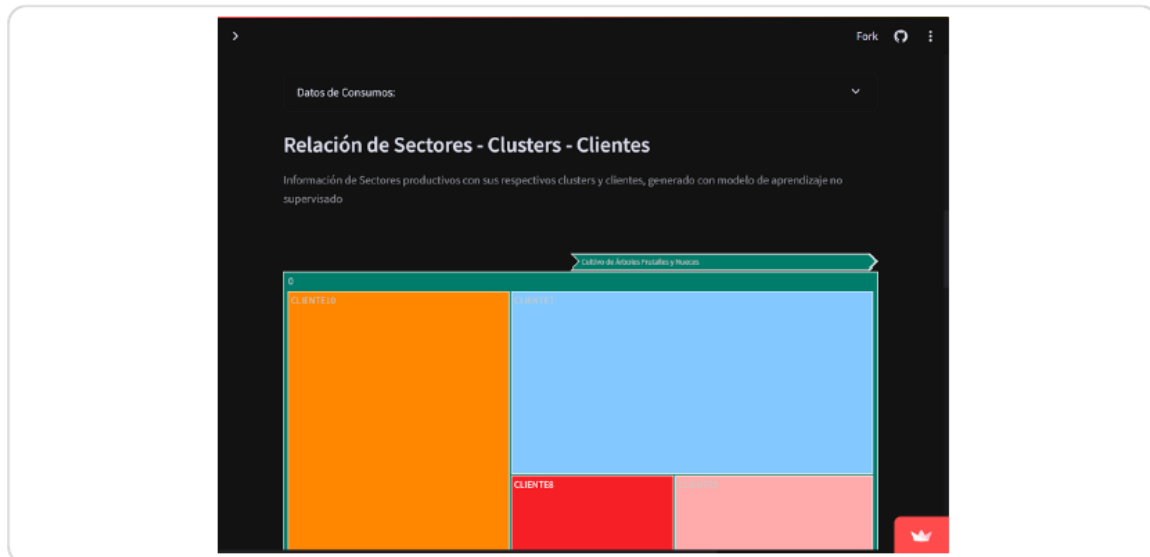 Fork
Datos de Consumos:
Relación de Sectores - Clusters - Clientes
Información de Sectores productivos con sus respectivos clusters y clientes, generado con modelo de aprendizaje no
supervisado
Cultivo de Árboles Frutales y Nueces
0
CLIENTE10
CLIENTE8